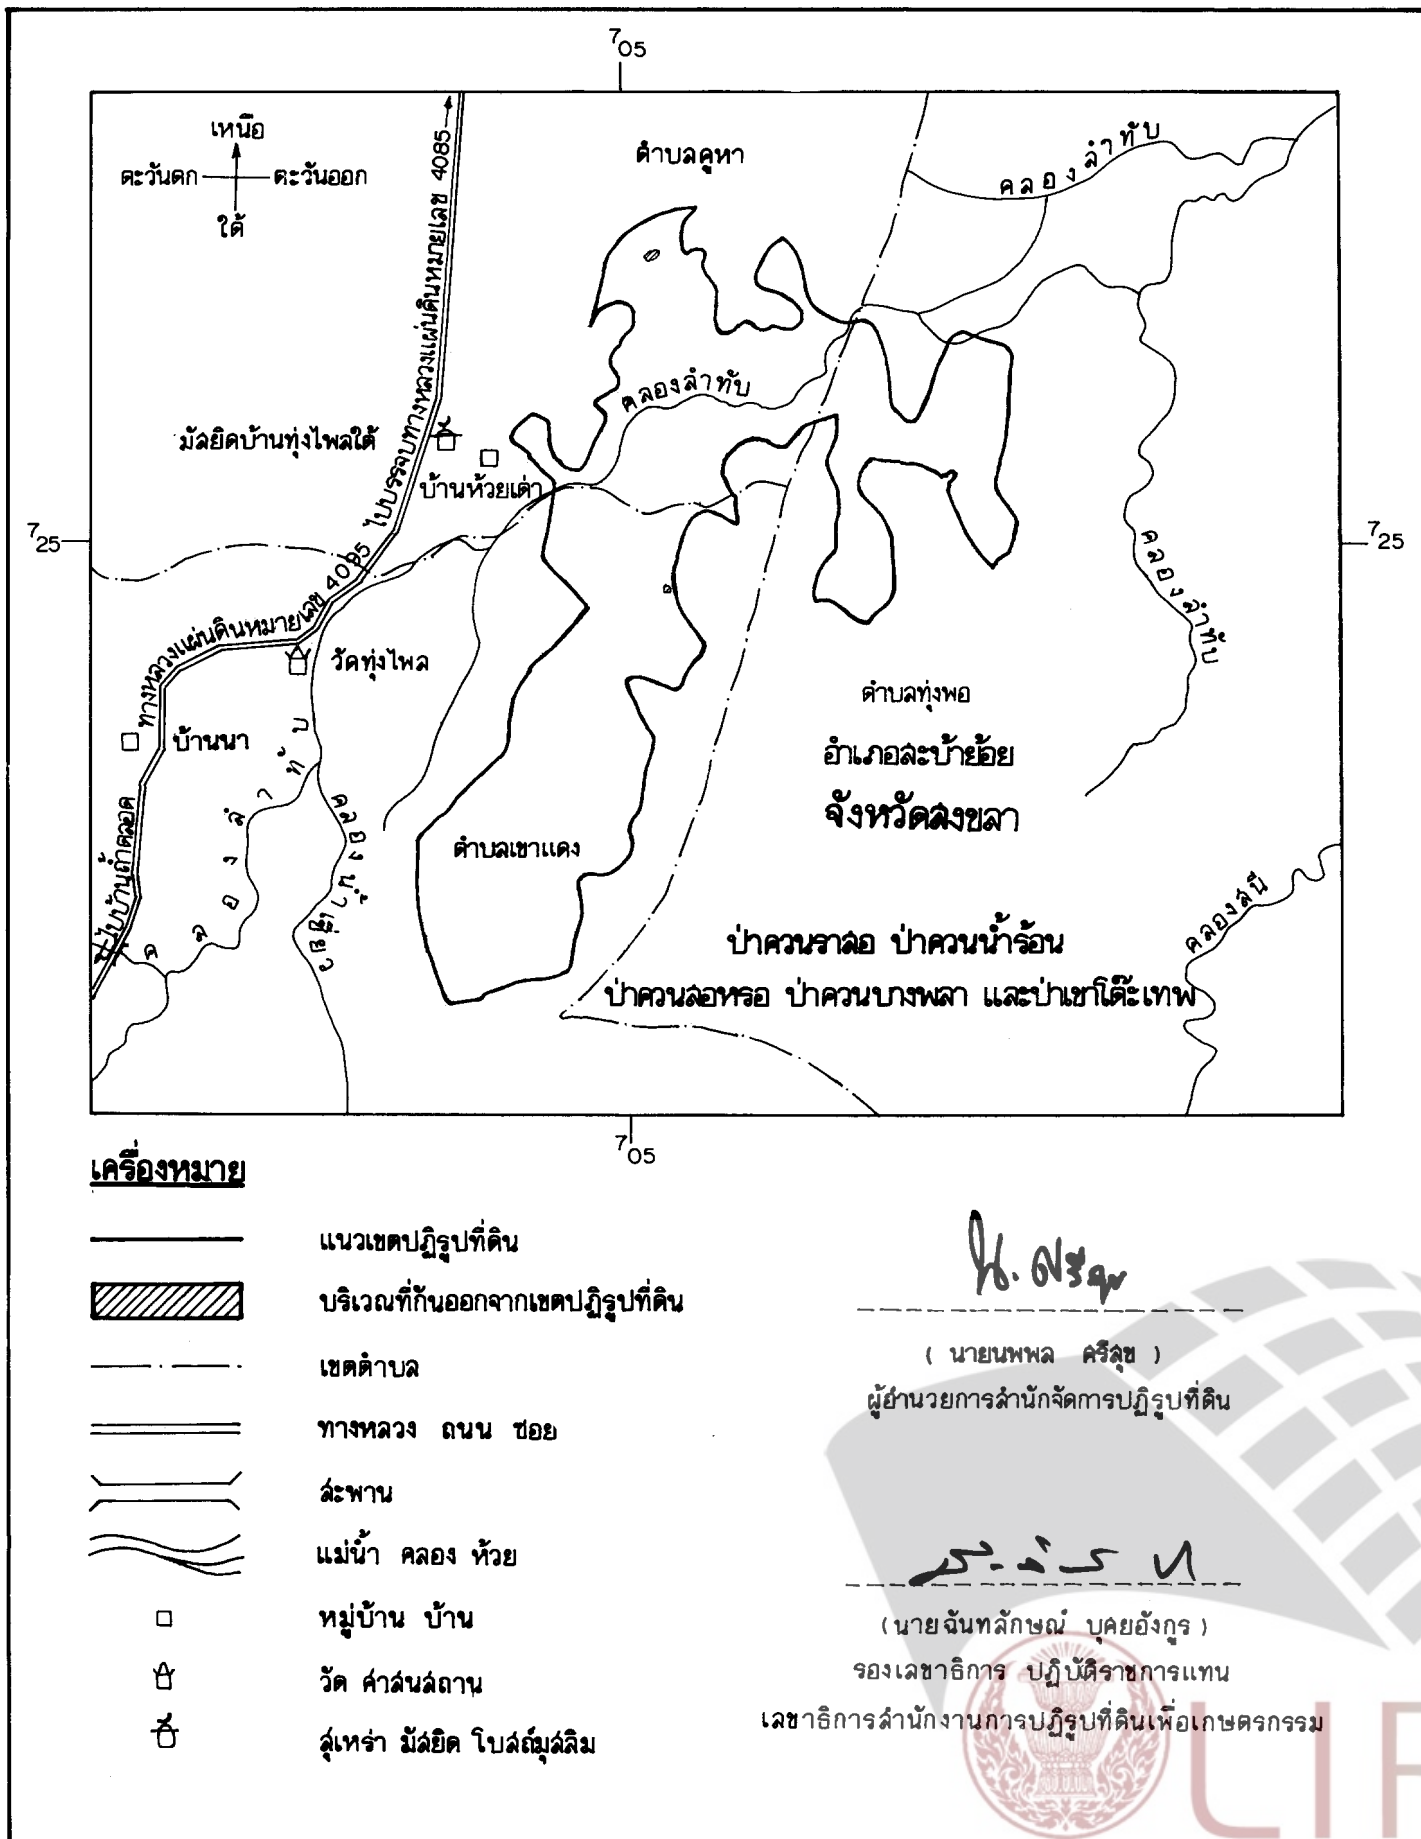 7 05
เหนือ
ตะวันตก ตะวันออก
ใต้
ตำบลคูหา
คลองลำทับ
ทางหลวงแผ่นดินหมายเลข 4095 ไปบรรจบทางหลวงแผ่นดินหมายเลข 4085
คลองลำทับ
มัสยิดบ้านทุ่งไพลใต้
บ้านห้วยเต่า
7 25
7 25
คลองลำทับ
วัดทุ่งไพล
ตำบลทุ่งพอ
บ้านนา
อำเภอสะบ้าย้อย
จังหวัดสงขลา
คลองลำทับ
คลองน้ำเขียว
ตำบลเขาแดง
ไปบ้านถ้ำตลอด
คลองสนี
ป่าควนราลอ ป่าควนน้ำร้อน
ป่าควนลอหรอ ป่าควนบางพลา และป่าเขาโต๊ะเทพ
7 05
เครื่องหมาย
แนวเขตปฏิรูปที่ดิน
บริเวณที่กันออกจากเขตปฏิรูปที่ดิน
เขตตำบล
ทางหลวง ถนน ซอย
สะพาน
แม่น้ำ คลอง ห้วย
หมู่บ้าน บ้าน
วัด ศาสนสถาน
สุเหร่า มัสยิด โบสถ์มุสลิม
( นายนพพล ศรีสุข )
ผู้อำนวยการสำนักจัดการปฏิรูปที่ดิน
(นายฉันทลักษณ์ บุคยอังกูร)
รองเลขาธิการ ปฏิบัติราชการแทน
เลขาธิการสำนักงานการปฏิรูปที่ดินเพื่อเกษตรกรรม